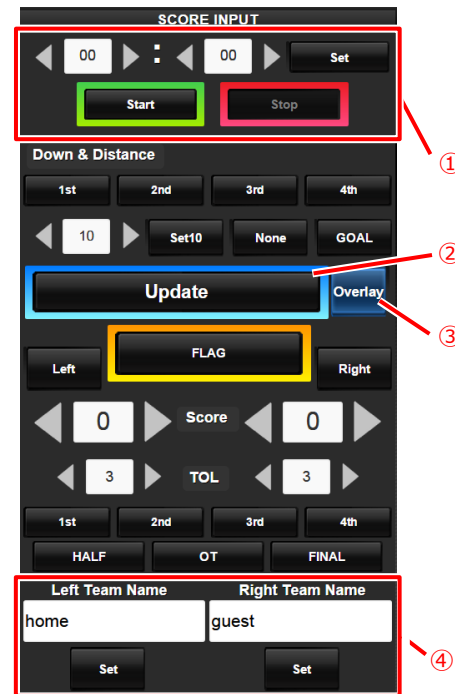 SCORE INPUT
00 : 00 Set
Start Stop
①
Down & Distance
1st 2nd 3rd 4th
10 Set10 None GOAL
②
Update Overlay
③
FLAG
Left Right
0 Score 0
3 TOL 3
1st 2nd 3rd 4th
HALF OT FINAL
Left Team Name Right Team Name
home guest
④
Set Set